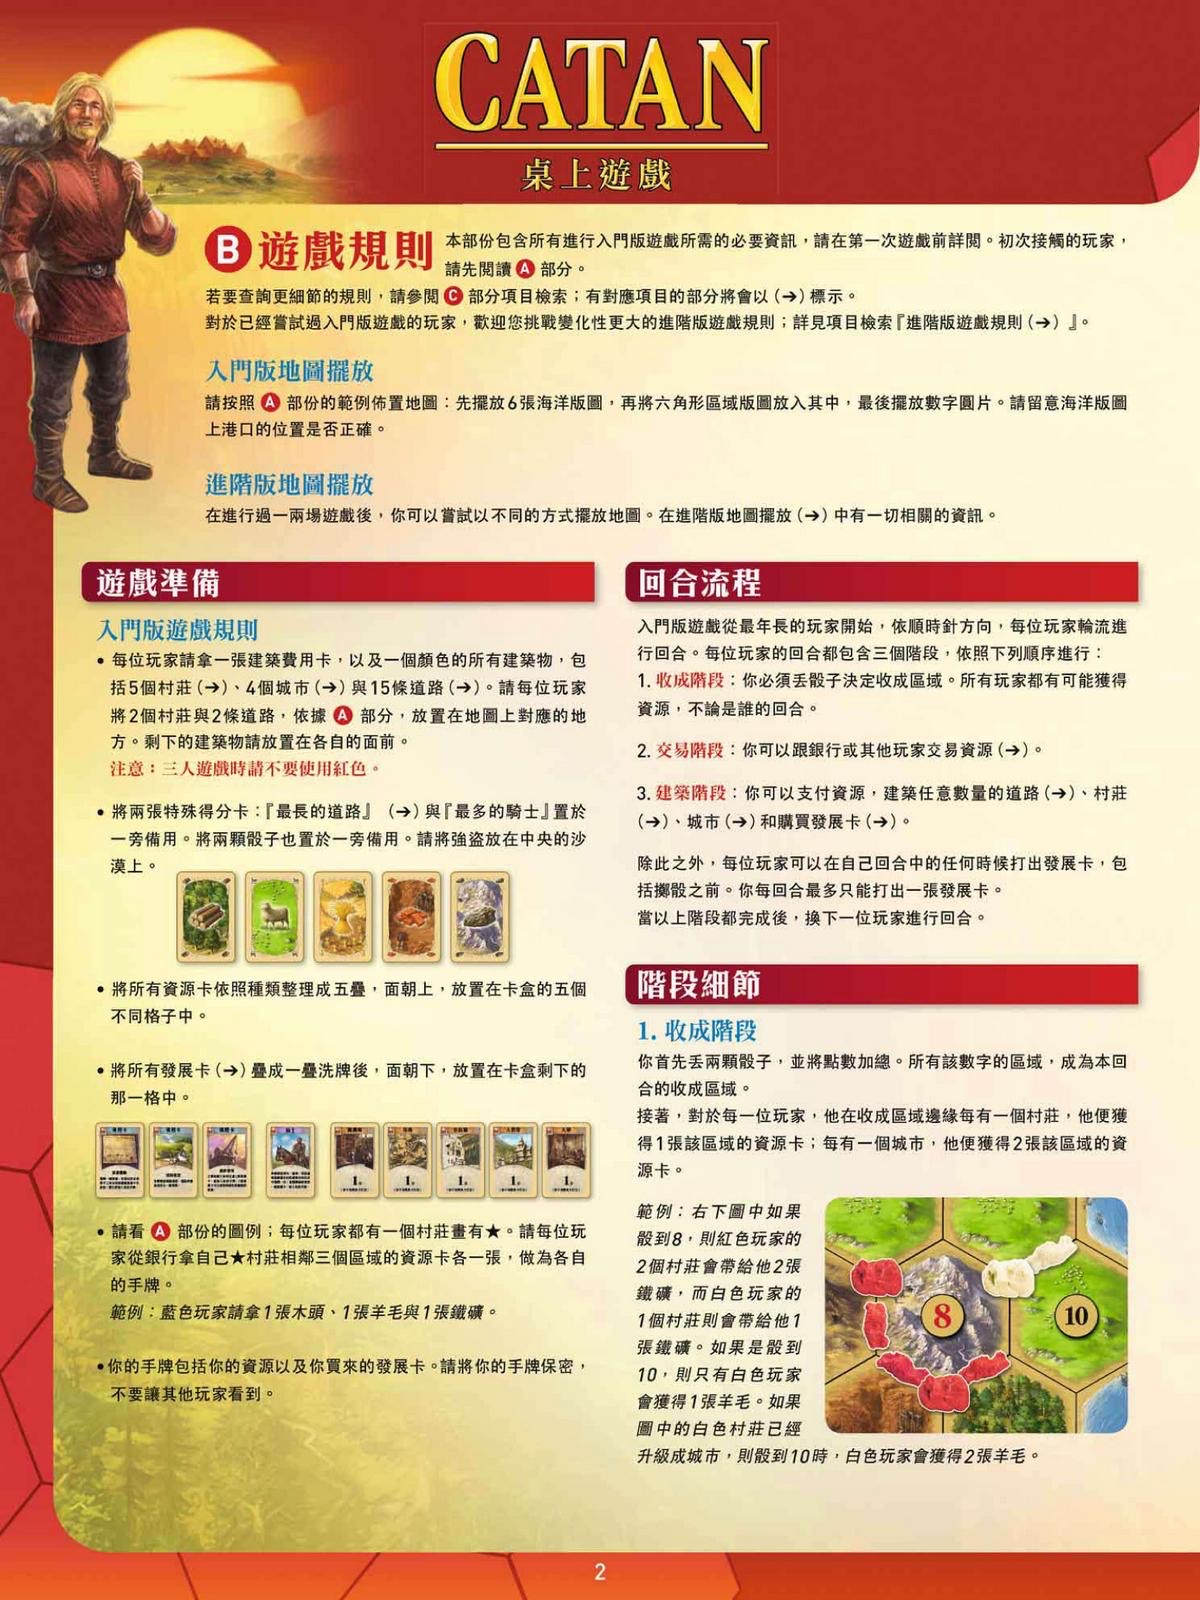 CATAN
桌上遊戲
B 遊戲規則
本部份包含所有進行入門版遊戲所需的必要資訊，請在第一次遊戲前詳閱。初次接觸的玩家，
請先閱讀 A 部分。
若要查詢更細節的規則，請參閱 C 部分項目檢索；有對應項目的部分將會以（➔）標示。
對於已經嘗試過入門版遊戲的玩家，歡迎您挑戰變化性更大的進階版遊戲規則；詳見項目檢索『進階版遊戲規則（➔）』。
入門版地圖擺放
請按照 A 部份的範例佈置地圖：先擺放6張海洋版圖，再將六角形區域版圖放入其中，最後擺放數字圓片。請留意海洋版圖
上港口的位置是否正確。
進階版地圖擺放
在進行過一兩場遊戲後，你可以嘗試以不同的方式擺放地圖。在進階版地圖擺放（➔）中有一切相關的資訊。
遊戲準備
入門版遊戲規則
• 每位玩家請拿一張建築費用卡，以及一個顏色的所有建築物，包
括5個村莊（➔）、4個城市（➔）與15條道路（➔）。請每位玩家
將2個村莊與2條道路，依據 A 部分，放置在地圖上對應的地
方。剩下的建築物請放置在各自的面前。
注意：三人遊戲時請不要使用紅色。
• 將兩張特殊得分卡：『最長的道路』（➔）與『最多的騎士』置於
一旁備用。將兩顆骰子也置於一旁備用。請將強盜放在中央的沙
漠上。
• 將所有資源卡依照種類整理成五疊，面朝上，放置在卡盒的五個
不同格子中。
• 將所有發展卡（➔）疊成一疊洗牌後，面朝下，放置在卡盒剩下的
那一格中。
• 請看 A 部份的圖例；每位玩家都有一個村莊畫有★。請每位玩
家從銀行拿自己★村莊相鄰三個區域的資源卡各一張，做為各自
的手牌。
範例：藍色玩家請拿1張木頭、1張羊毛與1張鐵礦。
•你的手牌包括你的資源以及你買來的發展卡。請將你的手牌保密，
不要讓其他玩家看到。
回合流程
入門版遊戲從最年長的玩家開始，依順時針方向，每位玩家輪流進
行回合。每位玩家的回合都包含三個階段，依照下列順序進行：
1. 收成階段：你必須丟骰子決定收成區域。所有玩家都有可能獲得
資源，不論是誰的回合。
2. 交易階段：你可以跟銀行或其他玩家交易資源（➔）。
3. 建築階段：你可以支付資源，建築任意數量的道路（➔）、村莊
（➔）、城市（➔）和購買發展卡（➔）。
除此之外，每位玩家可以在自己回合中的任何時候打出發展卡，包
括擲骰之前。你每回合最多只能打出一張發展卡。
當以上階段都完成後，換下一位玩家進行回合。
階段細節
1. 收成階段
你首先丟兩顆骰子，並將點數加總。所有該數字的區域，成為本回
合的收成區域。
接著，對於每一位玩家，他在收成區域邊緣每有一個村莊，他便獲
得1張該區域的資源卡；每有一個城市，他便獲得2張該區域的資
源卡。
範例：右下圖中如果
骰到8，則紅色玩家的
2個村莊會帶給他2張
鐵礦，而白色玩家的
1個村莊則會帶給他1
張鐵礦。如果是骰到
10，則只有白色玩家
會獲得1張羊毛。如果
圖中的白色村莊已經
升級成城市，則骰到10時，白色玩家會獲得2張羊毛。
8
10
2